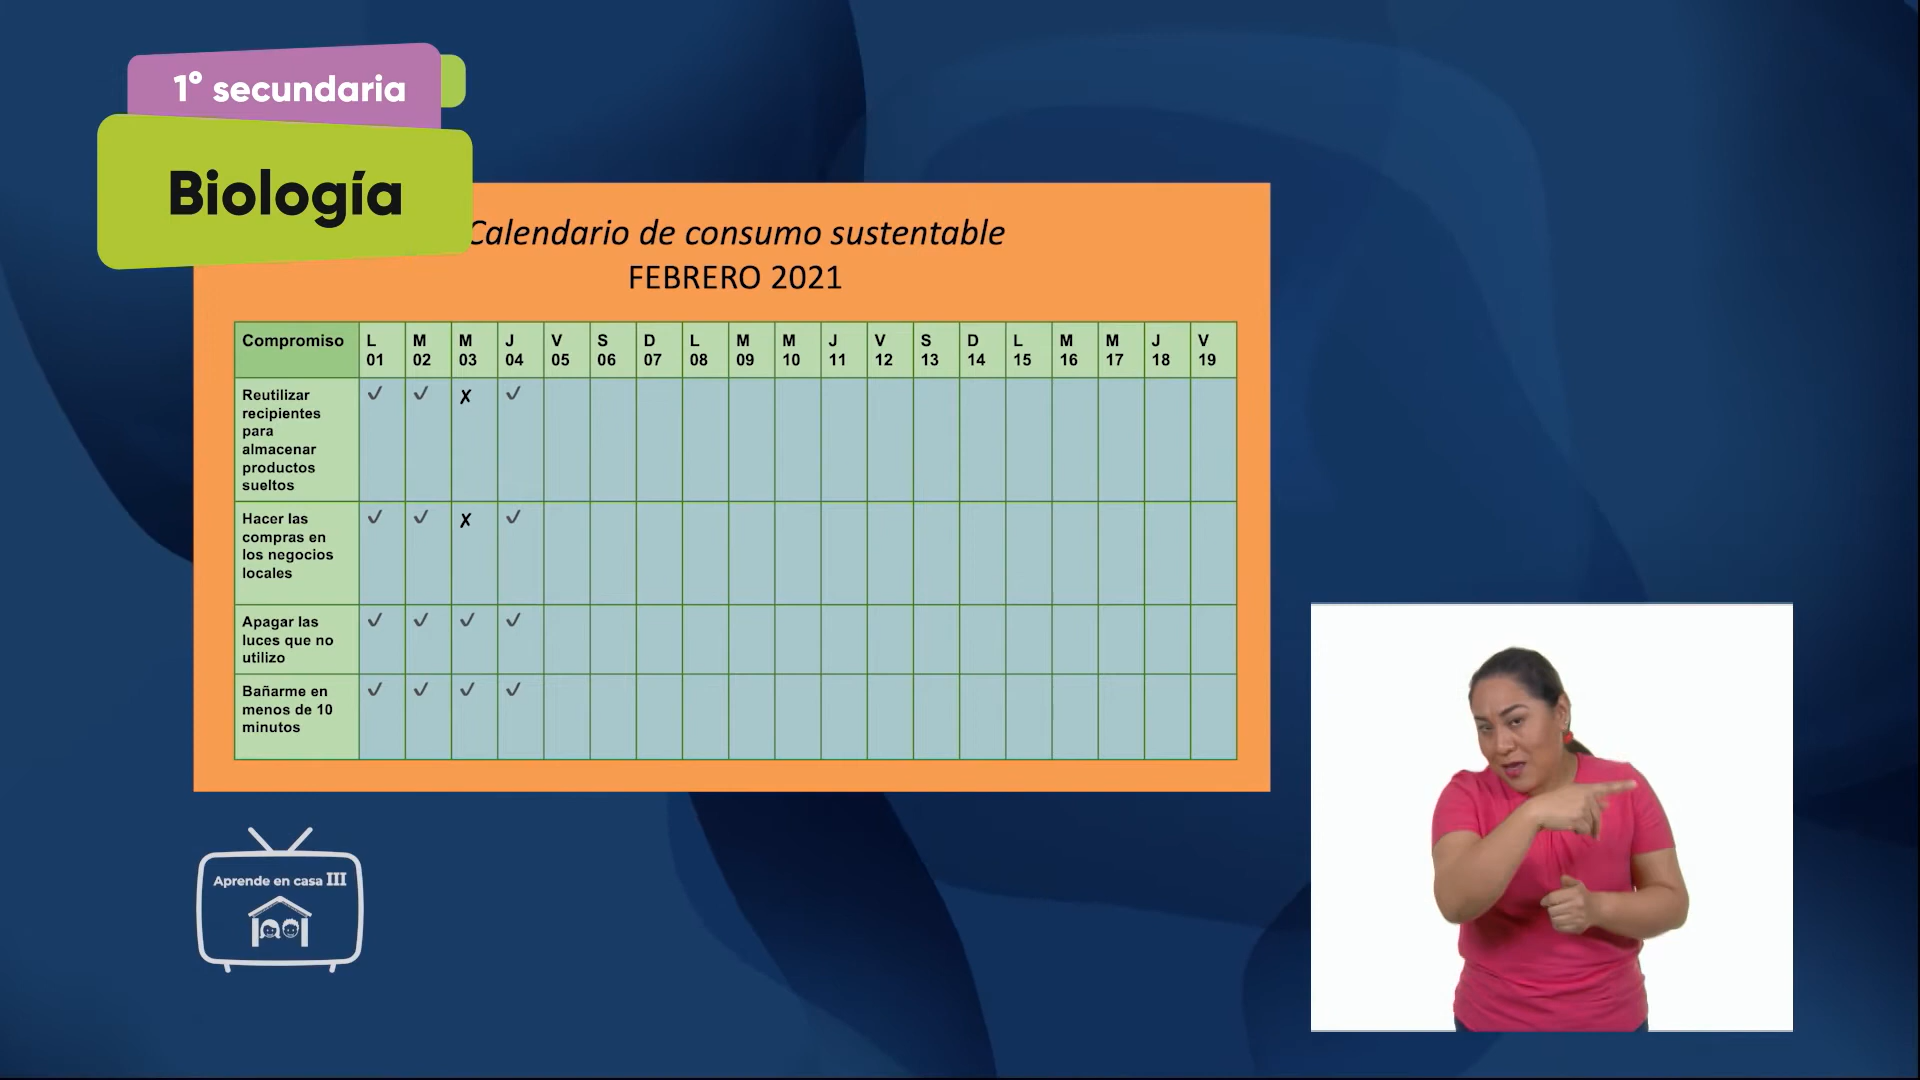 1° secundaria
Biología
Calendario de consumo sustentable
FEBRERO 2021
Compromiso L M M J V S D L M M J V S D L M M J V
01 02 03 04 05 06 07 08 09 10 11 12 13 14 15 16 17 18 19
Reutilizar ✓ ✓ ✗ ✓
recipientes
para
almacenar
productos
sueltos
Hacer las ✓ ✓ ✗ ✓
compras en
los negocios
locales
Apagar las ✓ ✓ ✓ ✓
luces que no
utilizo
Bañarme en ✓ ✓ ✓ ✓
menos de 10
minutos
Aprende en casa III